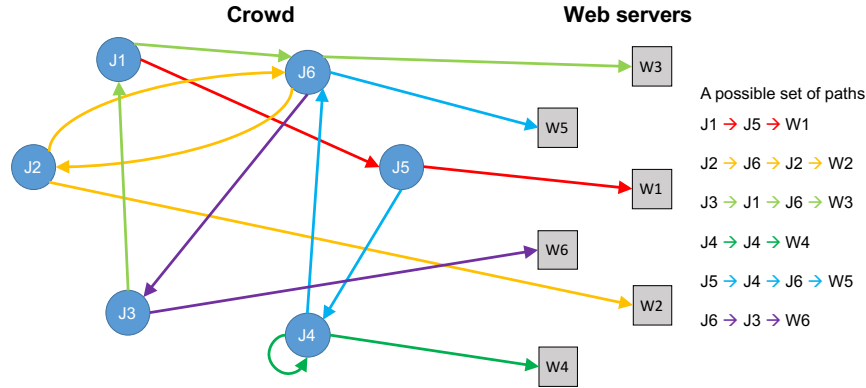 Crowd
Web servers
J1
J6
W3
A possible set of paths
J1 → J5 → W1
W5
J2
J5
J2 → J6 → J2 → W2
W1
J3 → J1 → J6 → W3
W6
J4 → J4 → W4
J3
W2
J5 → J4 → J6 → W5
J4
J6 → J3 → W6
W4